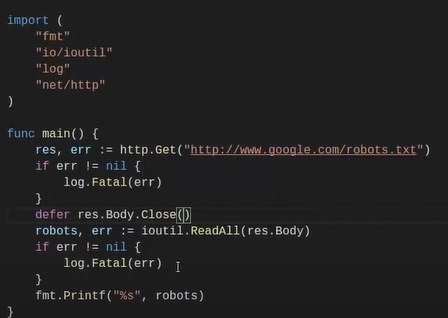 import (
    "fmt"
    "io/ioutil"
    "log"
    "net/http"
)
func main() {
    res, err := http.Get("http://www.google.com/robots.txt")
    if err != nil {
        log.Fatal(err)
    }
    defer res.Body.Close()
    robots, err := ioutil.ReadAll(res.Body)
    if err != nil {
        log.Fatal(err)
    }
    fmt.Printf("%s", robots)
}